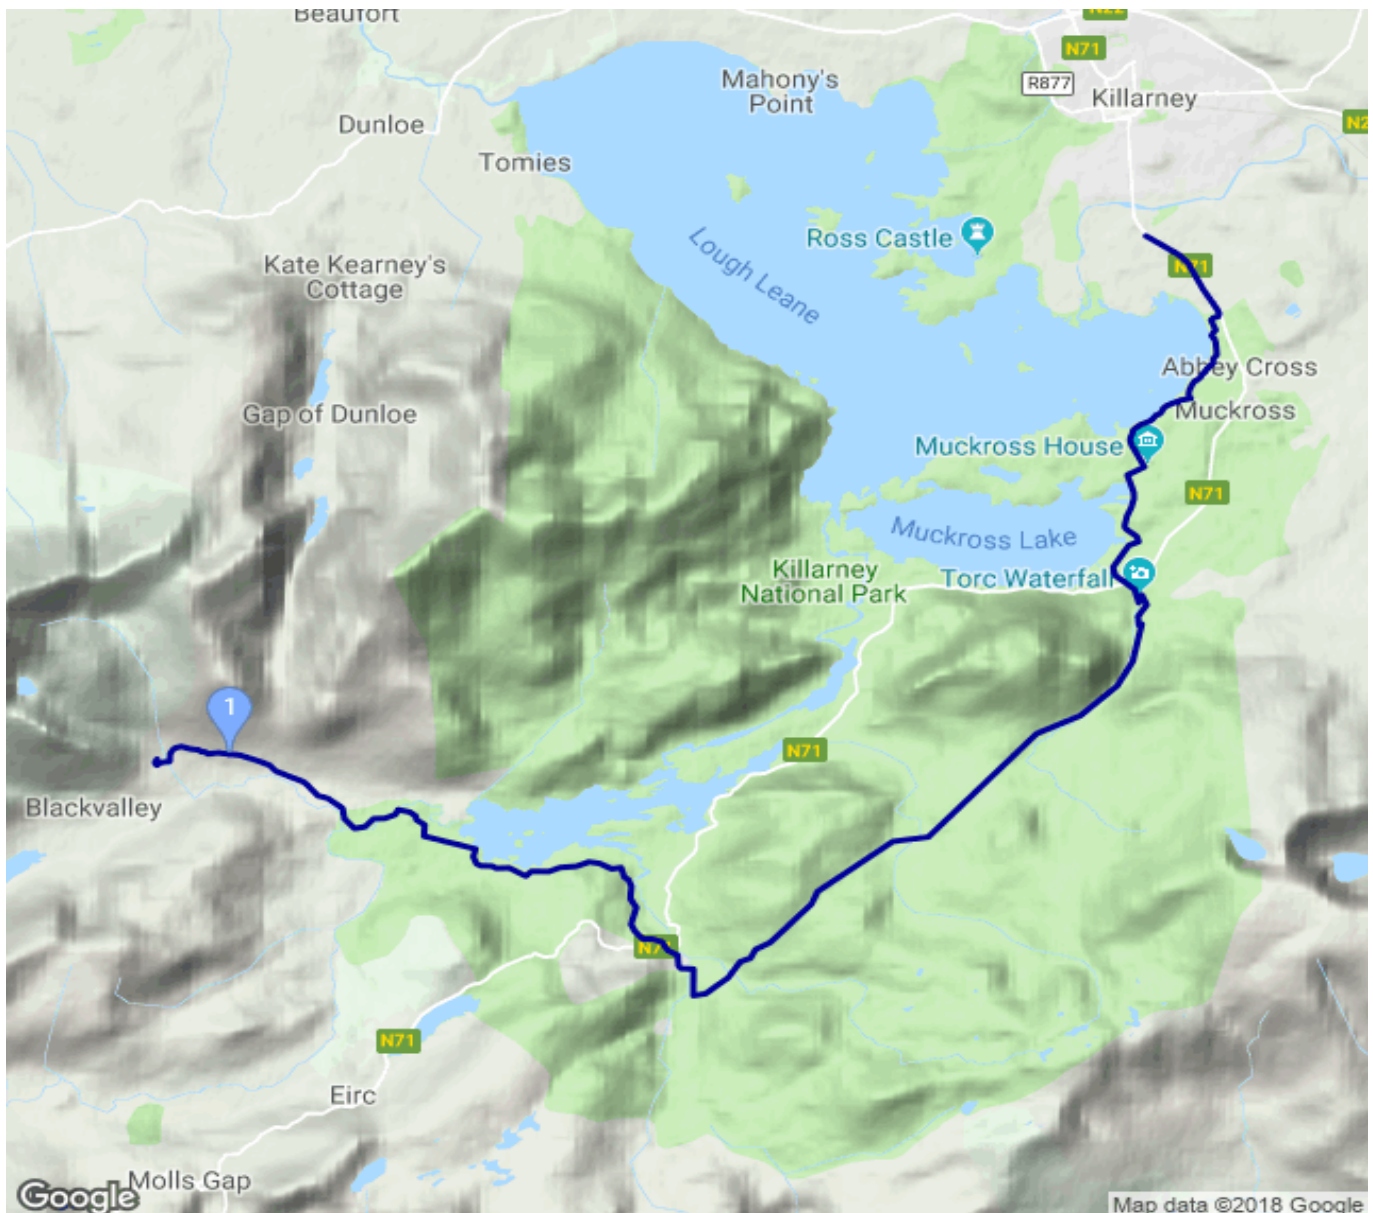 Beaufort
N22
N71
Mahony's
Point
R877
Killarney
Dunloe
Tomies
Ross Castle
Lough Leane
N71
Kate Kearney's
Cottage
Abbey Cross
Gap of Dunloe
Muckross
Muckross House
N71
Muckross Lake
Killarney
National Park
Torc Waterfall
1
N71
Blackvalley
N71
Eirc
Molls Gap
Google
Map data ©2018 Google